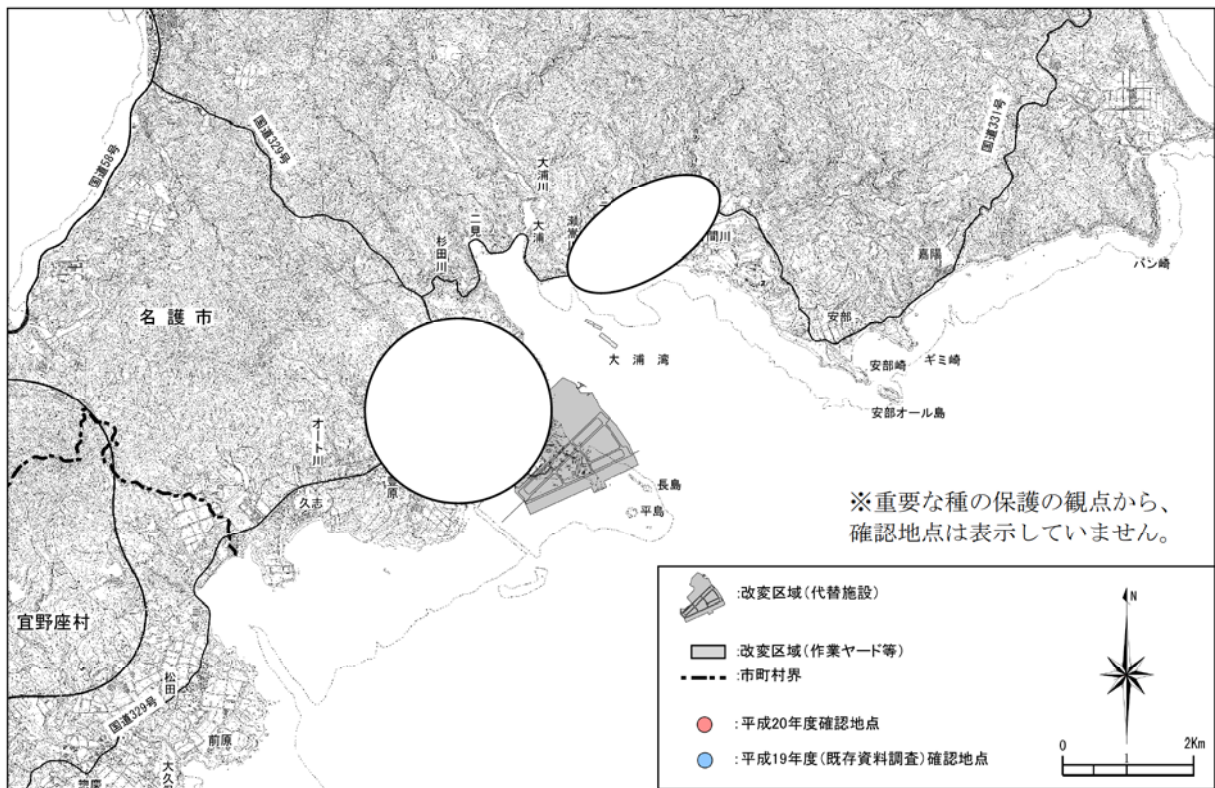 国道58号
国道329号
国道331号
大浦川
二見
大浦
杉田川
名護市
間川
嘉陽
バン崎
安部
安部崎
ギミ崎
安部オール島
大浦湾
オート川
久志
原
長島
平島
※重要な種の保護の観点から、
確認地点は表示していません。
宜野座村
松田
国道329号
前原
惣慶
大久
:改変区域(代替施設)
:改変区域(作業ヤード等)
:市町村界
:平成20年度確認地点
:平成19年度(既存資料調査)確認地点
N
0 1 2Km